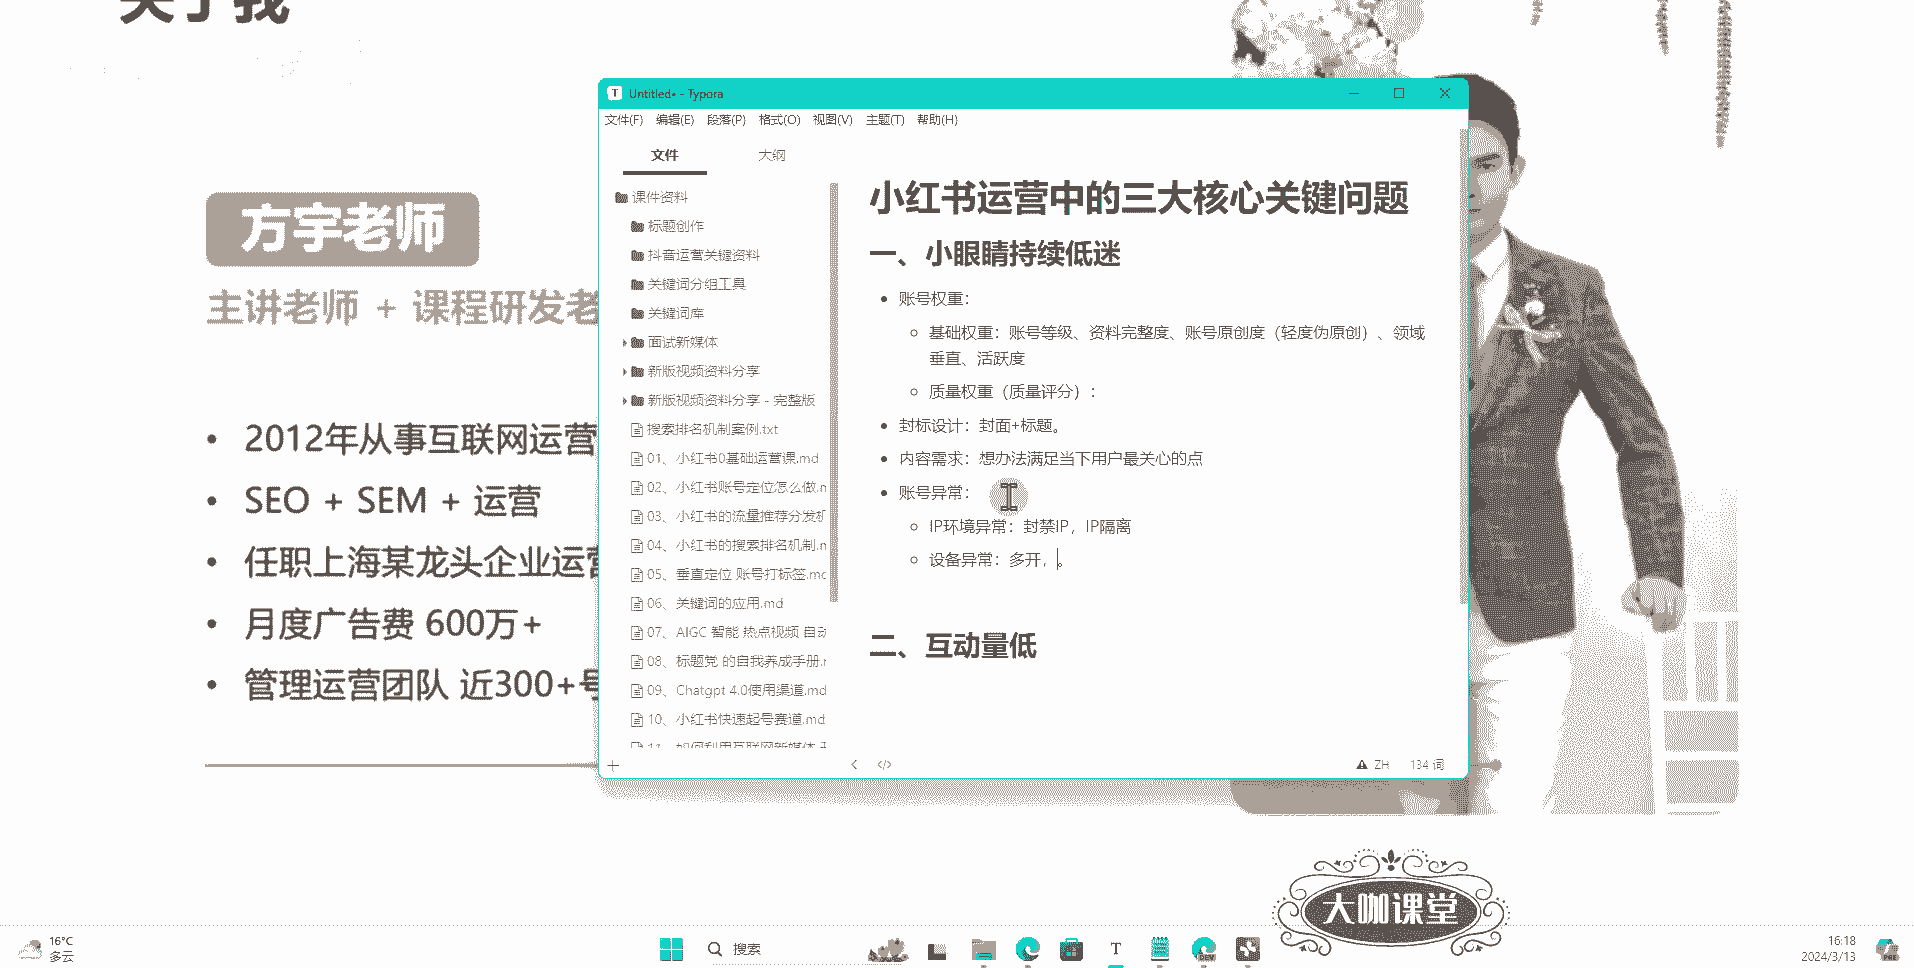 关于我
方宇老师
主讲老师 + 课程研发老
2012年从事互联网运营
SEO + SEM + 运营
任职上海某龙头企业运营
月度广告费 600万+
管理运营团队 近300+号
Untitled• - Typora
文件(F) 编辑(E) 段落(P) 格式(O) 视图(V) 主题(T) 帮助(H)
文件 大纲
课件资料
标题创作
抖音运营关键资料
关键词分组工具
关键词库
面试新媒体
新版视频资料分享
新版视频资料分享 - 完整版
搜索排名机制案例.txt
01、小红书0基础运营课.md
02、小红书账号定位怎么做.m
03、小红书的流量推荐分发机
04、小红书的搜索排名机制.m
05、垂直定位 账号打标签.md
06、关键词的应用.md
07、AIGC 智能 热点视频 自动
08、标题党 的自我养成手册.m
09、Chatgpt 4.0使用渠道.md
10、小红书快速起号赛道.md
11、如何利用互联网新媒体
小红书运营中的三大核心关键问题
一、小眼睛持续低迷
账号权重：
基础权重：账号等级、资料完整度、账号原创度（轻度伪原创）、领域
垂直、活跃度
质量权重（质量评分）：
封标设计：封面+标题。
内容需求：想办法满足当下用户最关心的点
账号异常：
IP环境异常：封禁IP，IP隔离
设备异常：多开，。
二、互动量低
ZH 134 词
大咖课堂
16°C
多云
搜索
16:18
2024/3/13